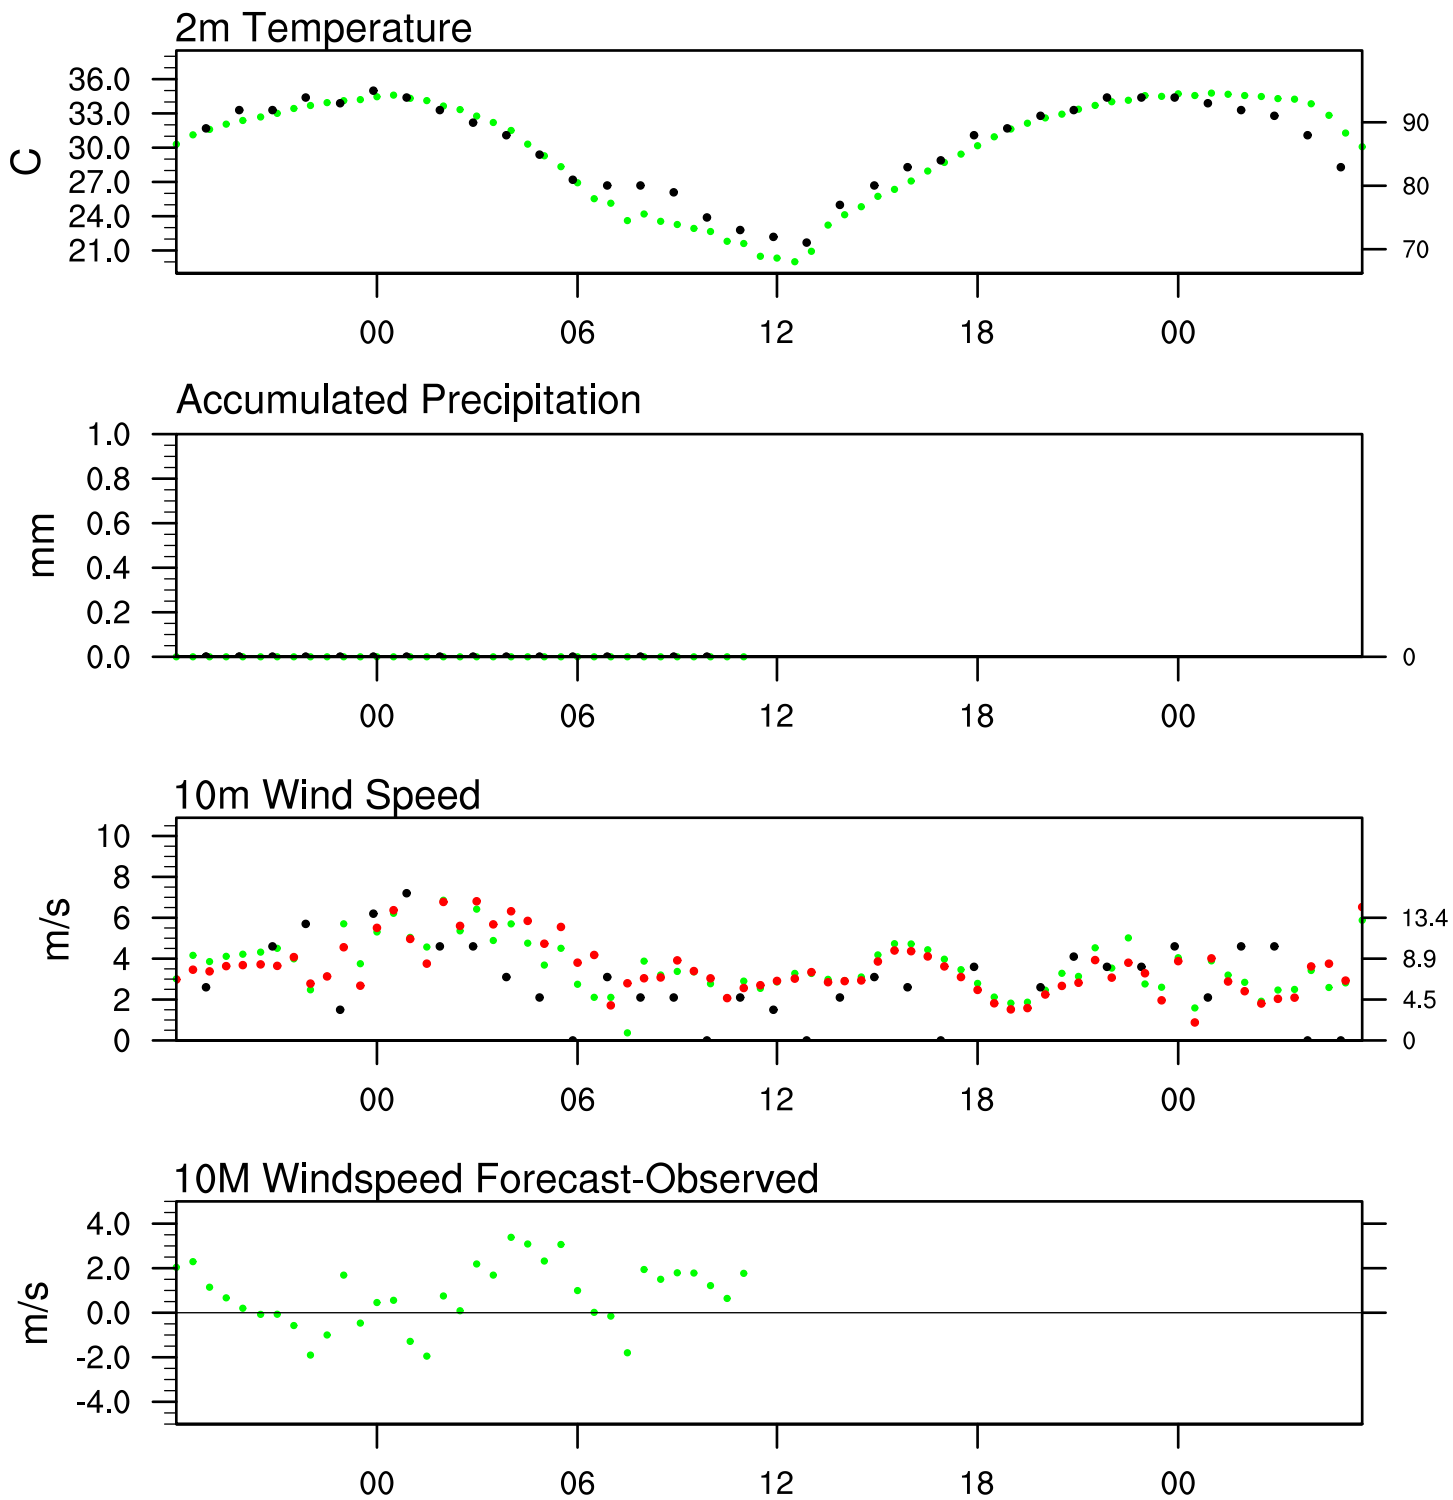 2m Temperature
36.0
33.0
30.0
27.0
24.0
21.0
C
90
80
70
00 06 12 18 00
Accumulated Precipitation
1.0
0.8
0.6
0.4
0.2
0.0
mm
0
00 06 12 18 00
10m Wind Speed
10
8
6
4
2
0
m/s
13.4
8.9
4.5
0
00 06 12 18 00
10M Windspeed Forecast-Observed
4.0
2.0
0.0
-2.0
-4.0
m/s
00 06 12 18 00